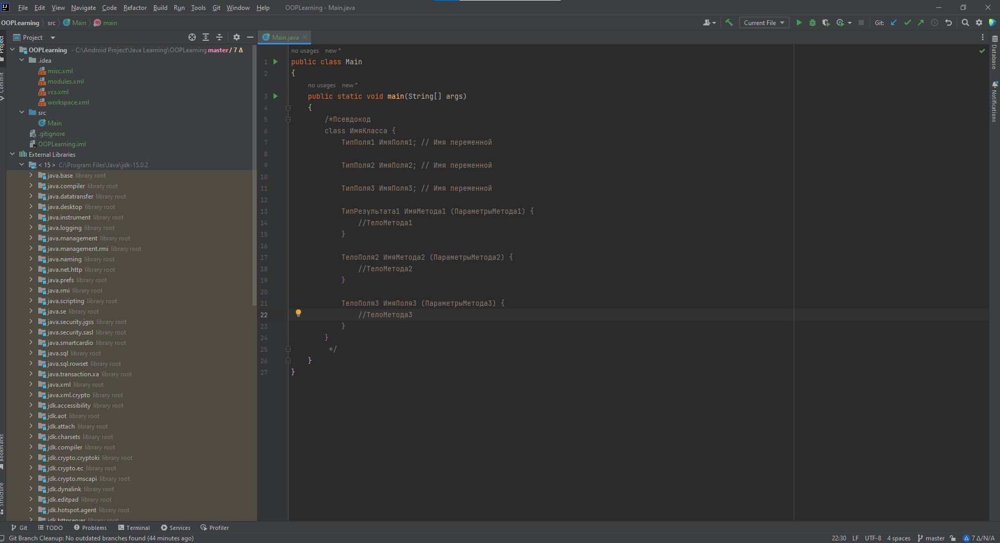 File Edit View Navigate Code Refactor Build Run Tools Git Window Help OOPLearning - Main.java
OOPLearning src Main main Current File Git:
Project
Main.java
Project
Commit
Bookmarks
Structure
OOPLearning - C:\Android Project\Java Learning\OOPLearning master / 7 Δ
.idea
misc.xml
modules.xml
vcs.xml
workspace.xml
src
Main
.gitignore
OOPLearning.iml
External Libraries
< 15 > C:\Program Files\Java\jdk-15.0.2
java.base library root
java.compiler library root
java.datatransfer library root
java.desktop library root
java.instrument library root
java.logging library root
java.management library root
java.management.rmi library root
java.naming library root
java.net.http library root
java.prefs library root
java.rmi library root
java.scripting library root
java.se library root
java.security.jgss library root
java.security.sasl library root
java.smartcardio library root
java.sql library root
java.sql.rowset library root
java.transaction.xa library root
java.xml library root
java.xml.crypto library root
jdk.accessibility library root
jdk.aot library root
jdk.attach library root
jdk.charsets library root
jdk.compiler library root
jdk.crypto.cryptoki library root
jdk.crypto.ec library root
jdk.crypto.mscapi library root
jdk.dynalink library root
jdk.editpad library root
jdk.hotspot.agent library root
jdk.httpserver library root
no usages new *
1 public class Main
2 {
no usages new *
3 public static void main(String[] args)
4 {
5 /*Псевдокод
6 class ИмяКласса {
7 ТипПоля1 ИмяПоля1; // Имя переменной
8
9 ТипПоля2 ИмяПоля2; // Имя переменной
10
11 ТипПоля3 ИмяПоля3; // Имя переменной
12
13 ТипРезультата1 ИмяМетода1 (ПараметрыМетода1) {
14 //ТелоМетода1
15 }
16
17 ТелоПоля2 ИмяМетода2 (ПараметрыМетода2) {
18 //ТелоМетода2
19 }
20
21 ТелоПоля3 ИмяПоля3 (ПараметрыМетода3) {
22 //ТелоМетода3
23 }
24 }
25 */
26 }
27 }
Database
Notifications
Git TODO Problems Terminal Services Profiler
Git Branch Cleanup: No outdated branches found (44 minutes ago) 22:30 LF UTF-8 4 spaces master 7 Δ/N/A